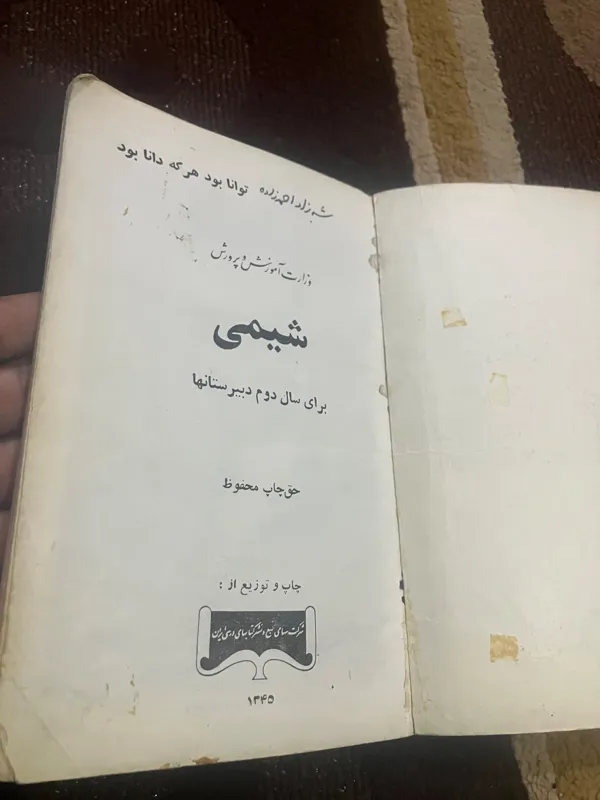 توانا بود هر که دانا بود
شهرزاد احمدزاده
وزارت آموزش و پرورش
شیمی
برای سال دوم دبیرستانها
حق چاپ محفوظ
چاپ و توزیع از :
شرکت سهامی طبع و نشر کتابهای درسی ایران
۱۳۴۵